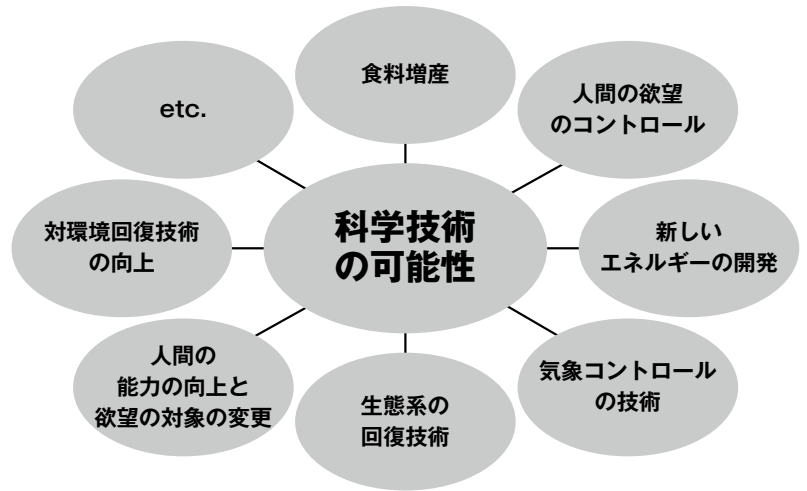 食料増産
etc.
人間の欲望
のコントロール
対環境回復技術
の向上
科学技術
の可能性
新しい
エネルギーの開発
人間の
能力の向上と
欲望の対象の変更
生態系の
回復技術
気象コントロール
の技術